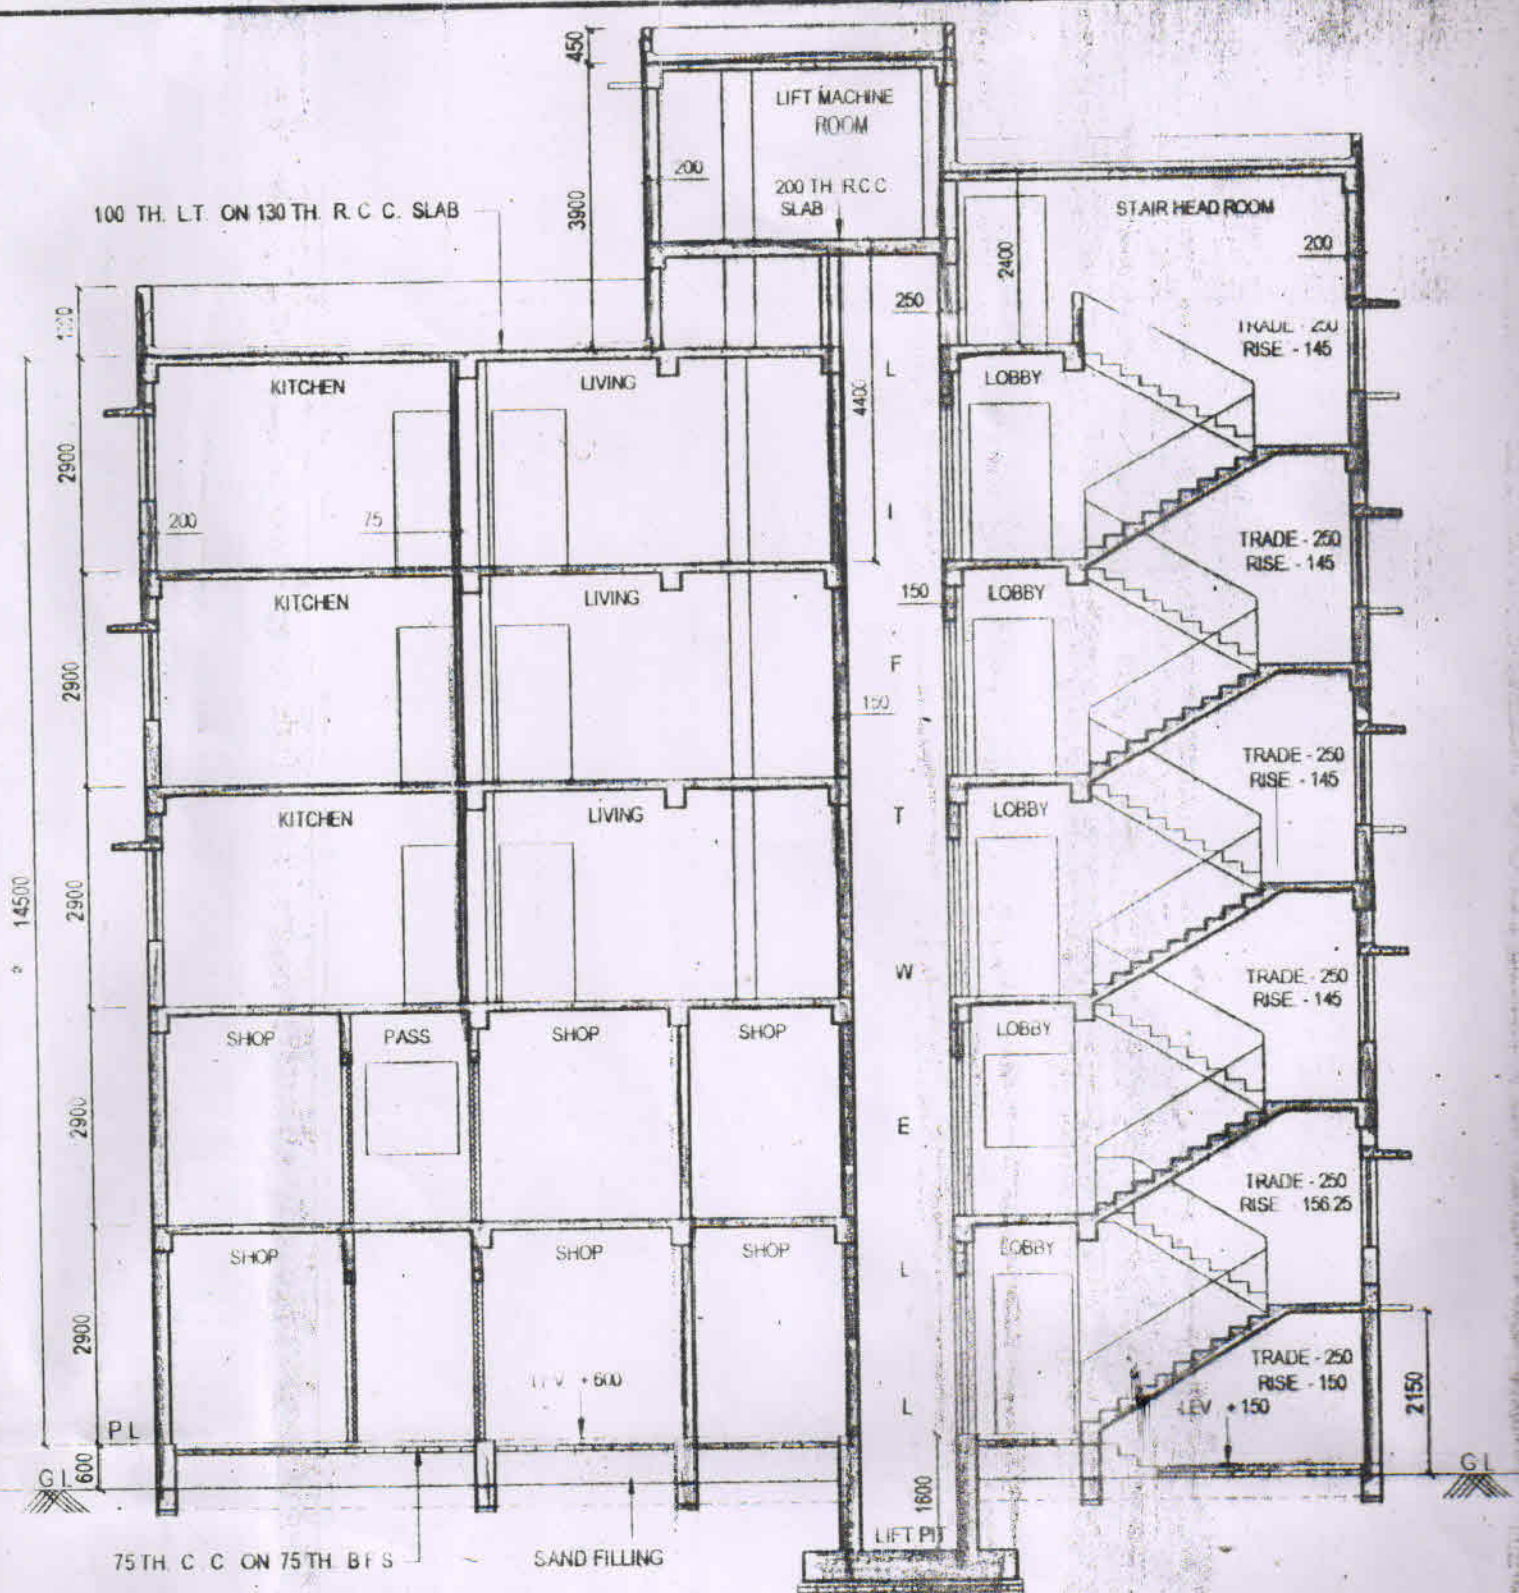 450
LIFT MACHINE
ROOM
200
200 TH. R.C.C
SLAB
3900
100 TH. L.T. ON 130 TH. R. C. C. SLAB
STAIR HEAD ROOM
200
2400
250
TRADE - 250
RISE - 145
KITCHEN
LIVING
L
LOBBY
4400
2900
200
75
I
TRADE - 250
RISE - 145
KITCHEN
LIVING
150
LOBBY
2900
F
150
TRADE - 250
RISE - 145
KITCHEN
LIVING
T
LOBBY
14500
2900
W
TRADE - 250
RISE - 145
SHOP
PASS
SHOP
SHOP
LOBBY
2900
E
TRADE - 250
RISE 156.25
SHOP
SHOP
SHOP
LOBBY
L
2900
LEV. + 600
TRADE - 250
RISE - 150
2150
P L
L
LEV. + 150
G L
600
G L
1600
LIFT PIT
75 TH. C. C ON 75 TH. B F S
SAND FILLING